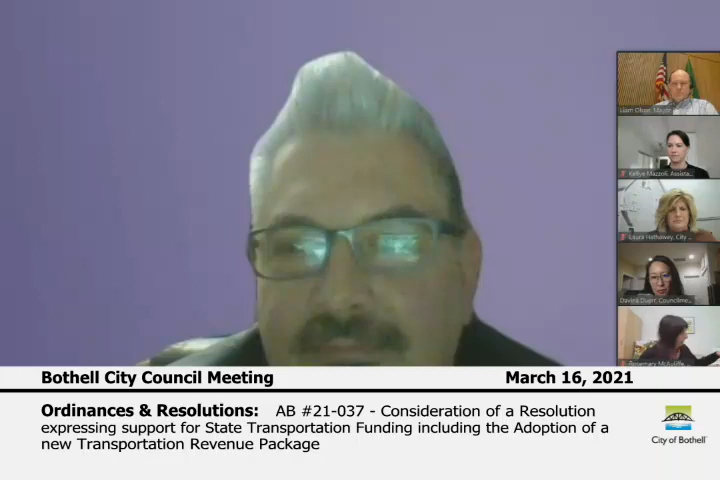 Liam Olsen, Mayor
Kellye Mazzoli, Assista...
Laura Hathaway, City ...
Davina Duerr, Councilme...
Rosemary McAuliffe,
Bothell City Council Meeting
March 16, 2021
Ordinances & Resolutions: AB #21-037 - Consideration of a Resolution
expressing support for State Transportation Funding including the Adoption of a
new Transportation Revenue Package
City of Bothell